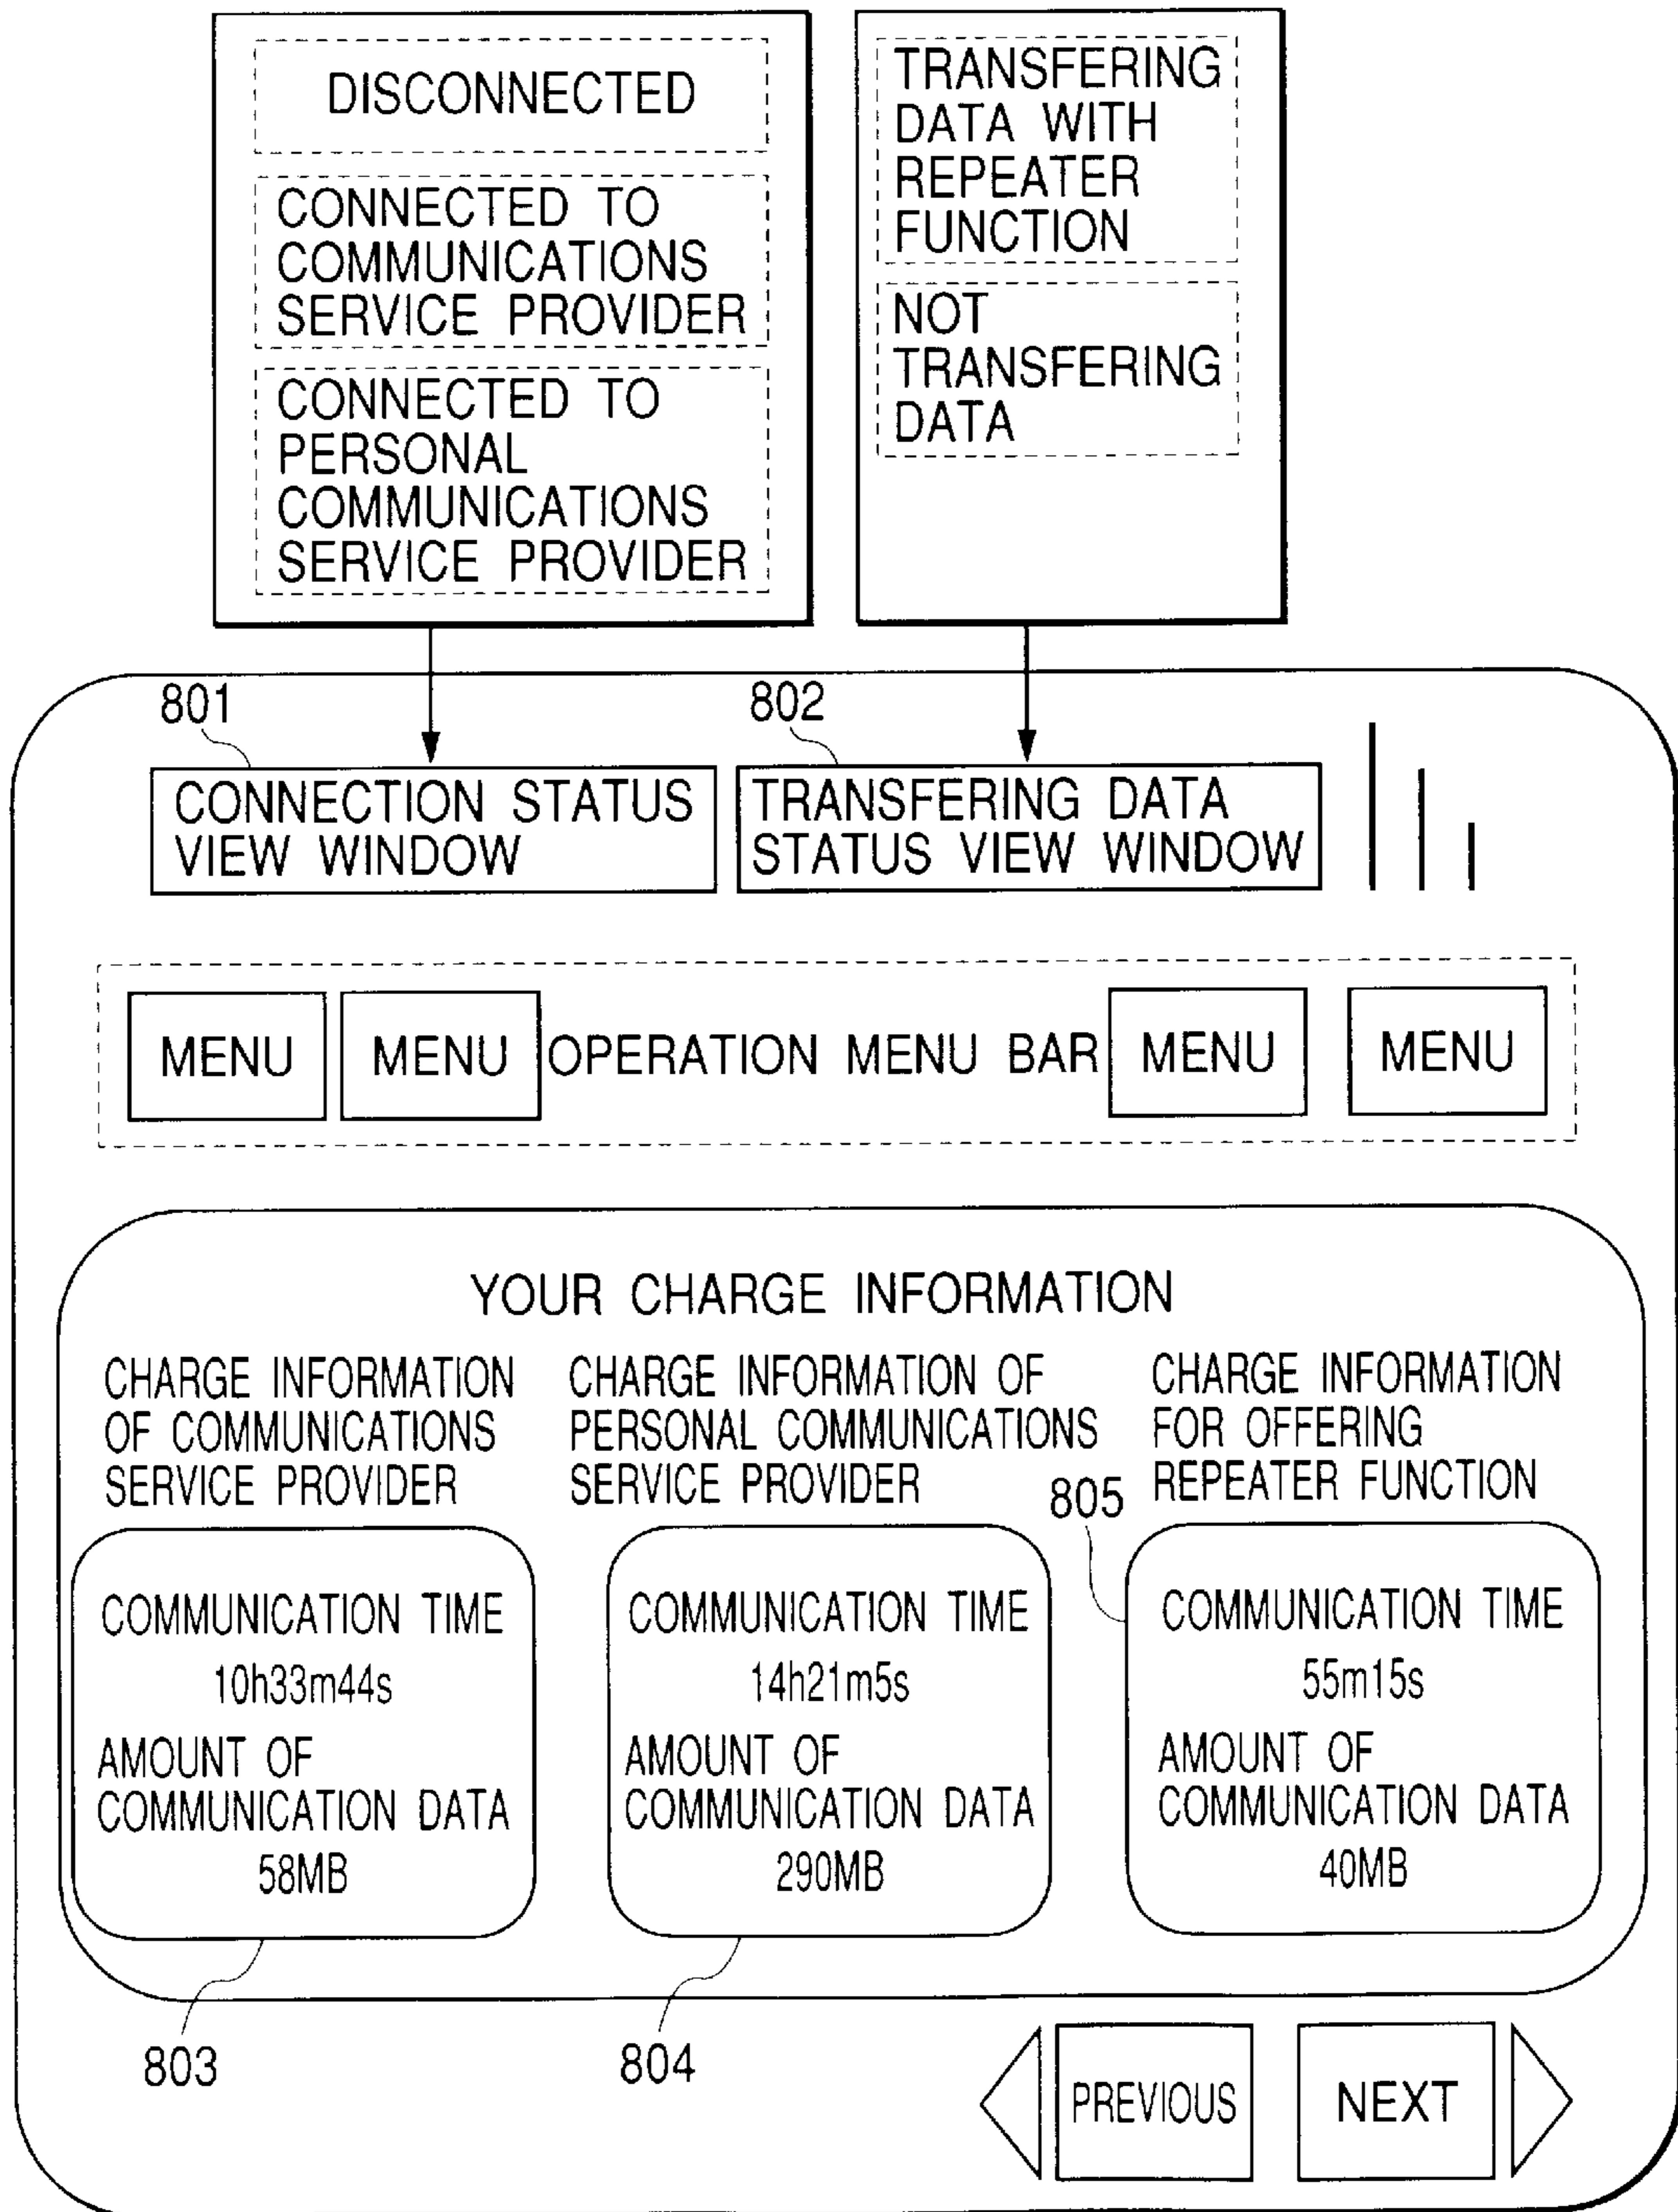 DISCONNECTED
CONNECTED TO
COMMUNICATIONS
SERVICE PROVIDER
CONNECTED TO
PERSONAL
COMMUNICATIONS
SERVICE PROVIDER
TRANSFERING
DATA WITH
REPEATER
FUNCTION
NOT
TRANSFERING
DATA
801
802
CONNECTION STATUS
VIEW WINDOW
TRANSFERING DATA
STATUS VIEW WINDOW
MENU
MENU
OPERATION MENU BAR
MENU
MENU
YOUR CHARGE INFORMATION
CHARGE INFORMATION
OF COMMUNICATIONS
SERVICE PROVIDER
CHARGE INFORMATION OF
PERSONAL COMMUNICATIONS
SERVICE PROVIDER
CHARGE INFORMATION
FOR OFFERING
REPEATER FUNCTION
805
COMMUNICATION TIME
10h33m44s
AMOUNT OF
COMMUNICATION DATA
58MB
COMMUNICATION TIME
14h21m5s
AMOUNT OF
COMMUNICATION DATA
290MB
COMMUNICATION TIME
55m15s
AMOUNT OF
COMMUNICATION DATA
40MB
803
804
PREVIOUS
NEXT